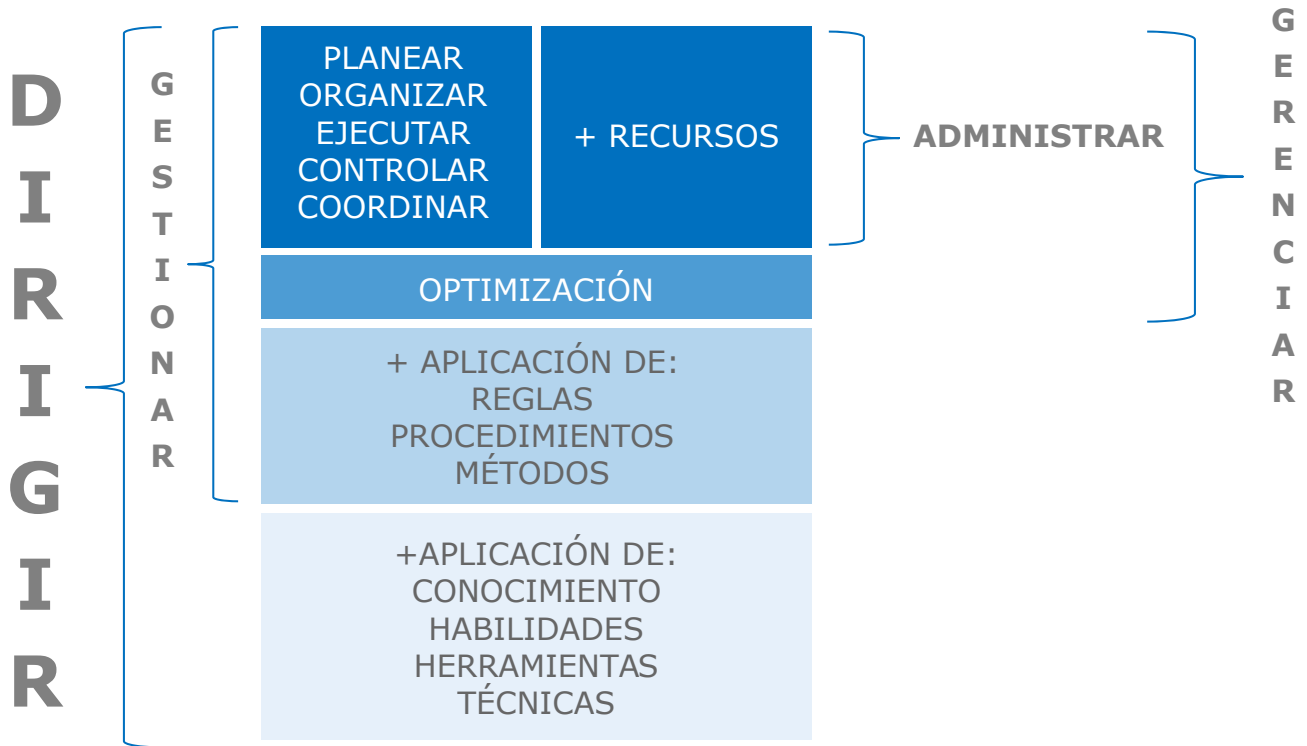 DIRIGIR
GESTIONAR
PLANEAR
ORGANIZAR
EJECUTAR
CONTROLAR
COORDINAR
+ RECURSOS
ADMINISTRAR
GERENCIAR
OPTIMIZACIÓN
+ APLICACIÓN DE:
REGLAS
PROCEDIMIENTOS
MÉTODOS
+APLICACIÓN DE:
CONOCIMIENTO
HABILIDADES
HERRAMIENTAS
TÉCNICAS